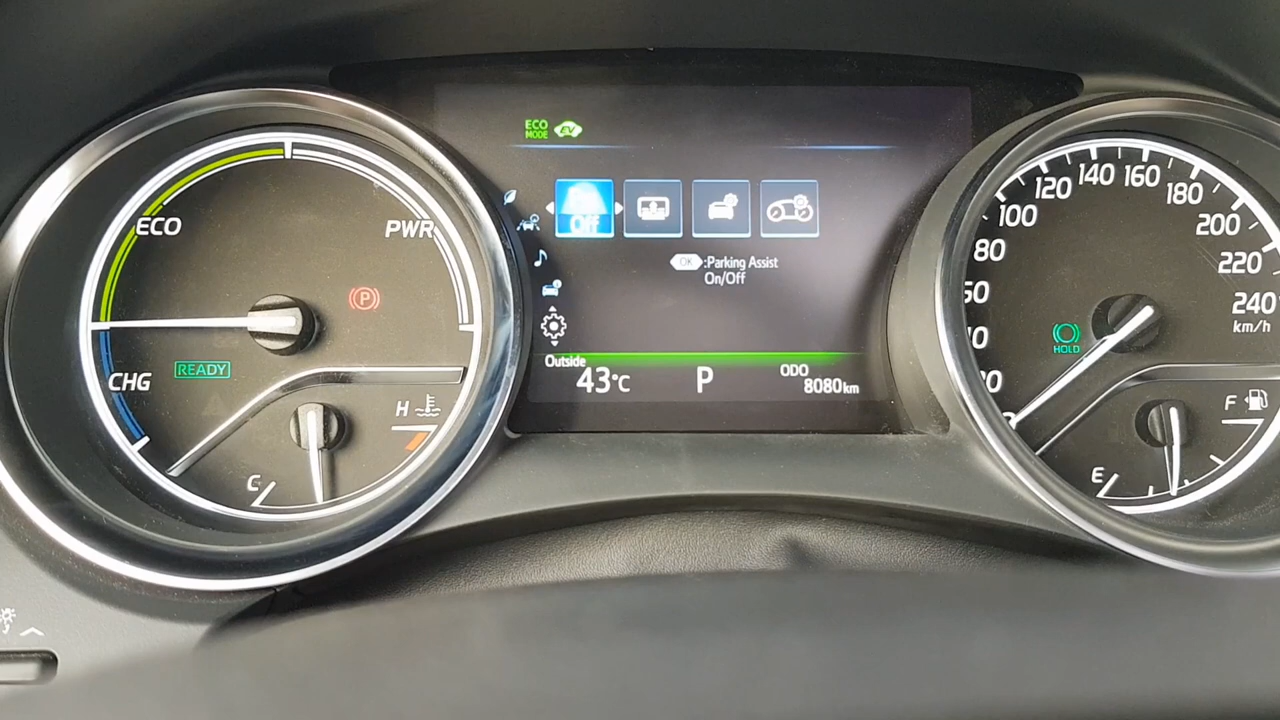 ECO
MODE
EV
ECO
PWR
CHG
READY
P
H
C
Off
OK :Parking Assist
On/Off
Outside
43°C
P
ODO
8080km
100
120
140
160
180
200
220
240
km/h
80
HOLD
F
E